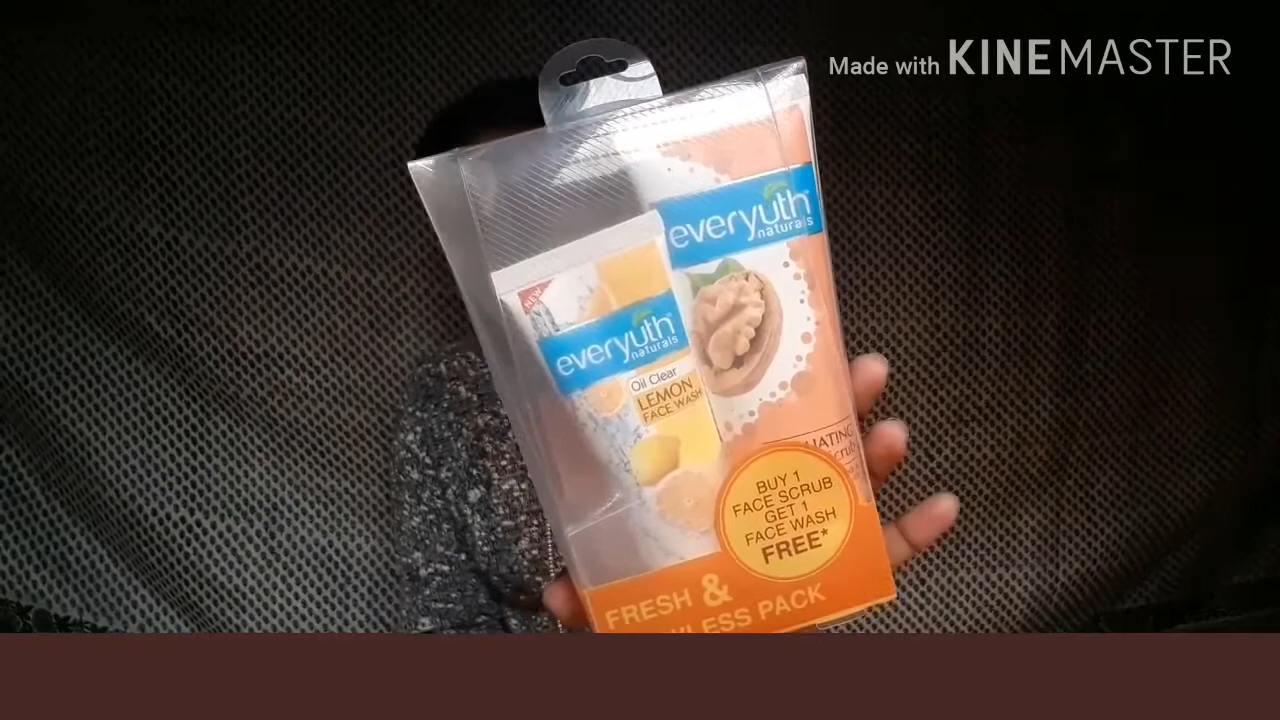 Made with KINEMASTER
everyuth
naturals
NEW
everyuth
naturals
Oil Clear
LEMON
FACE WASH
BUY 1
FACE SCRUB
GET 1
FACE WASH
FREE*
FRESH &
PACK